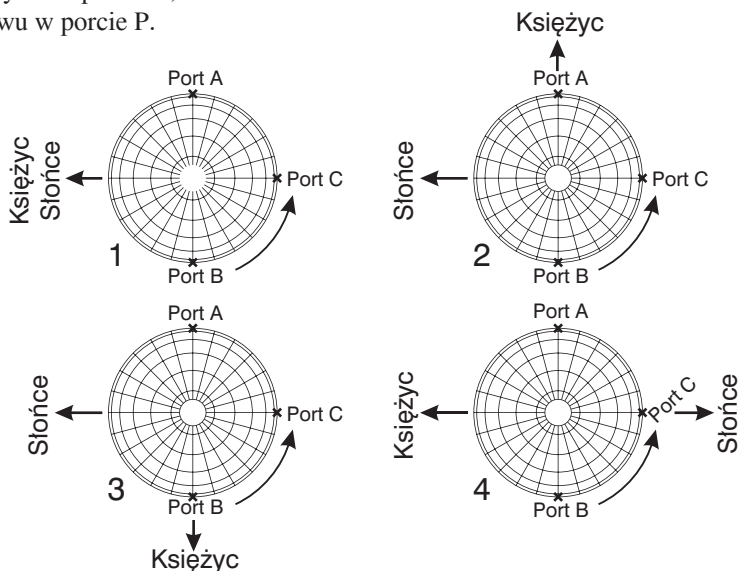 wu w porcie P.
Księżyc
Port A
Księżyc
Słońce
Port C
1
Port B
Port A
Słońce
Port C
2
Port B
Port A
Słońce
Port C
3
Port B
Księżyc
Port A
Księżyc
Port C
Słońce
4
Port B